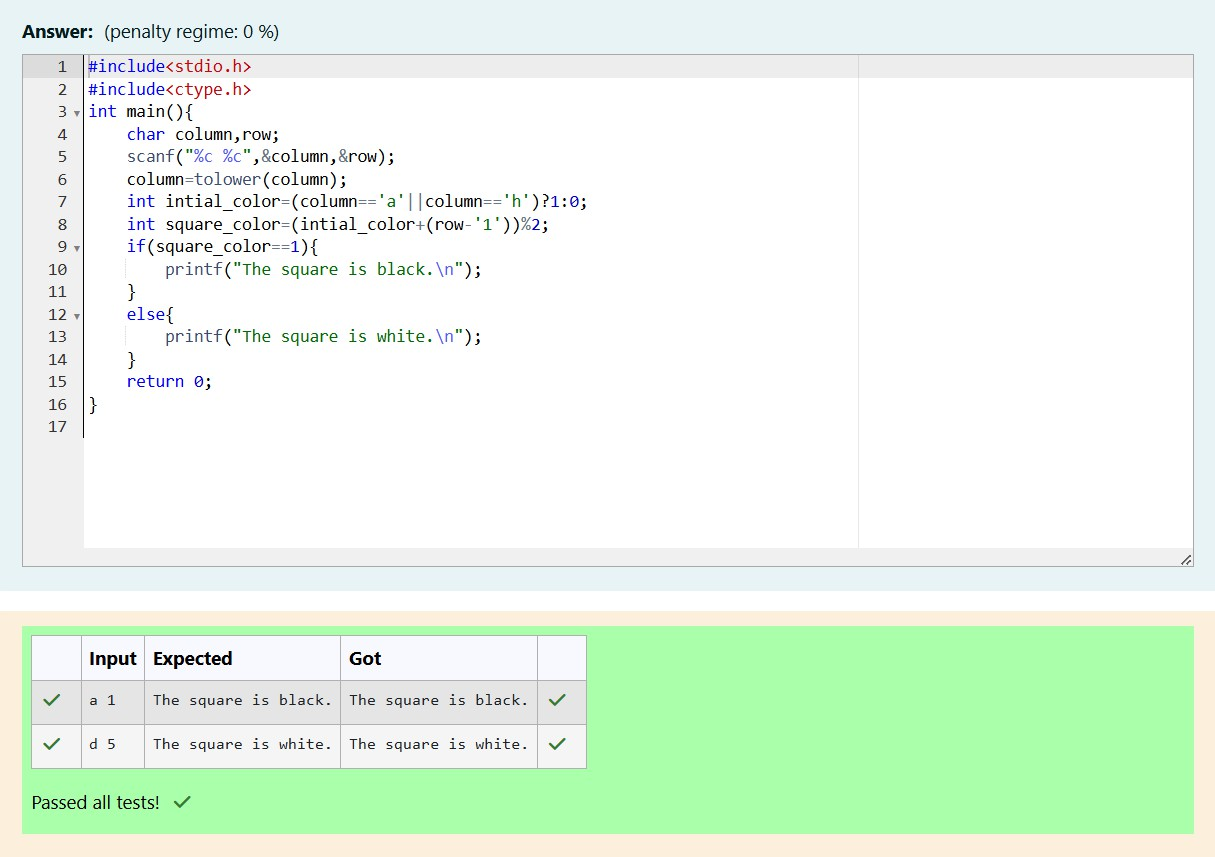 Answer: (penalty regime: 0 %)
1 #include<stdio.h>
2 #include<ctype.h>
3 int main(){
4     char column,row;
5     scanf("%c %c",&column,&row);
6     column=tolower(column);
7     int intial_color=(column=='a'||column=='h')?1:0;
8     int square_color=(intial_color+(row-'1'))%2;
9     if(square_color==1){
10         printf("The square is black.\n");
11     }
12     else{
13         printf("The square is white.\n");
14     }
15     return 0;
16 }
17
Input Expected Got
a 1 The square is black. The square is black.
d 5 The square is white. The square is white.
Passed all tests!